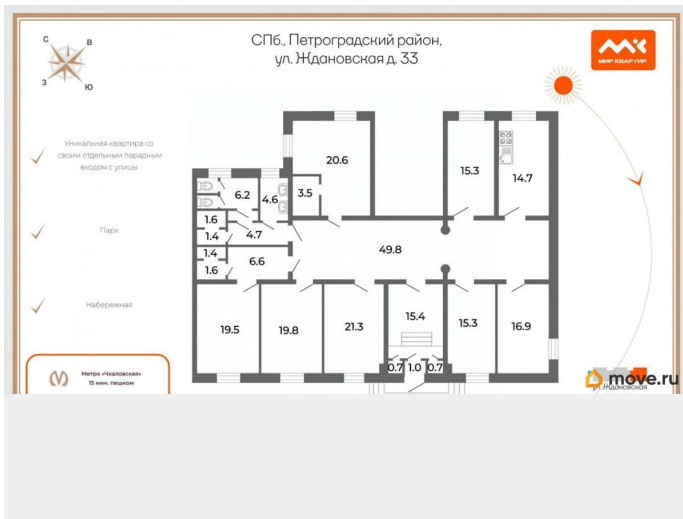 СПб., Петроградский район,
ул. Ждановская д. 33
МИР КВАРТИР
С
В
З
Ю
Уникальная квартира со
своим отдельным парадным
входом с улицы
Парк
Набережная
Метро «Чкаловская»
15 мин. пешком
20.6
15.3
14.7
3.5
6.2
4.6
1.6
1.4
4.7
1.4
1.6
6.6
49.8
19.5
19.8
21.3
15.4
15.3
16.9
0.7
1.0
0.7
move.ru
ул. Ждановская